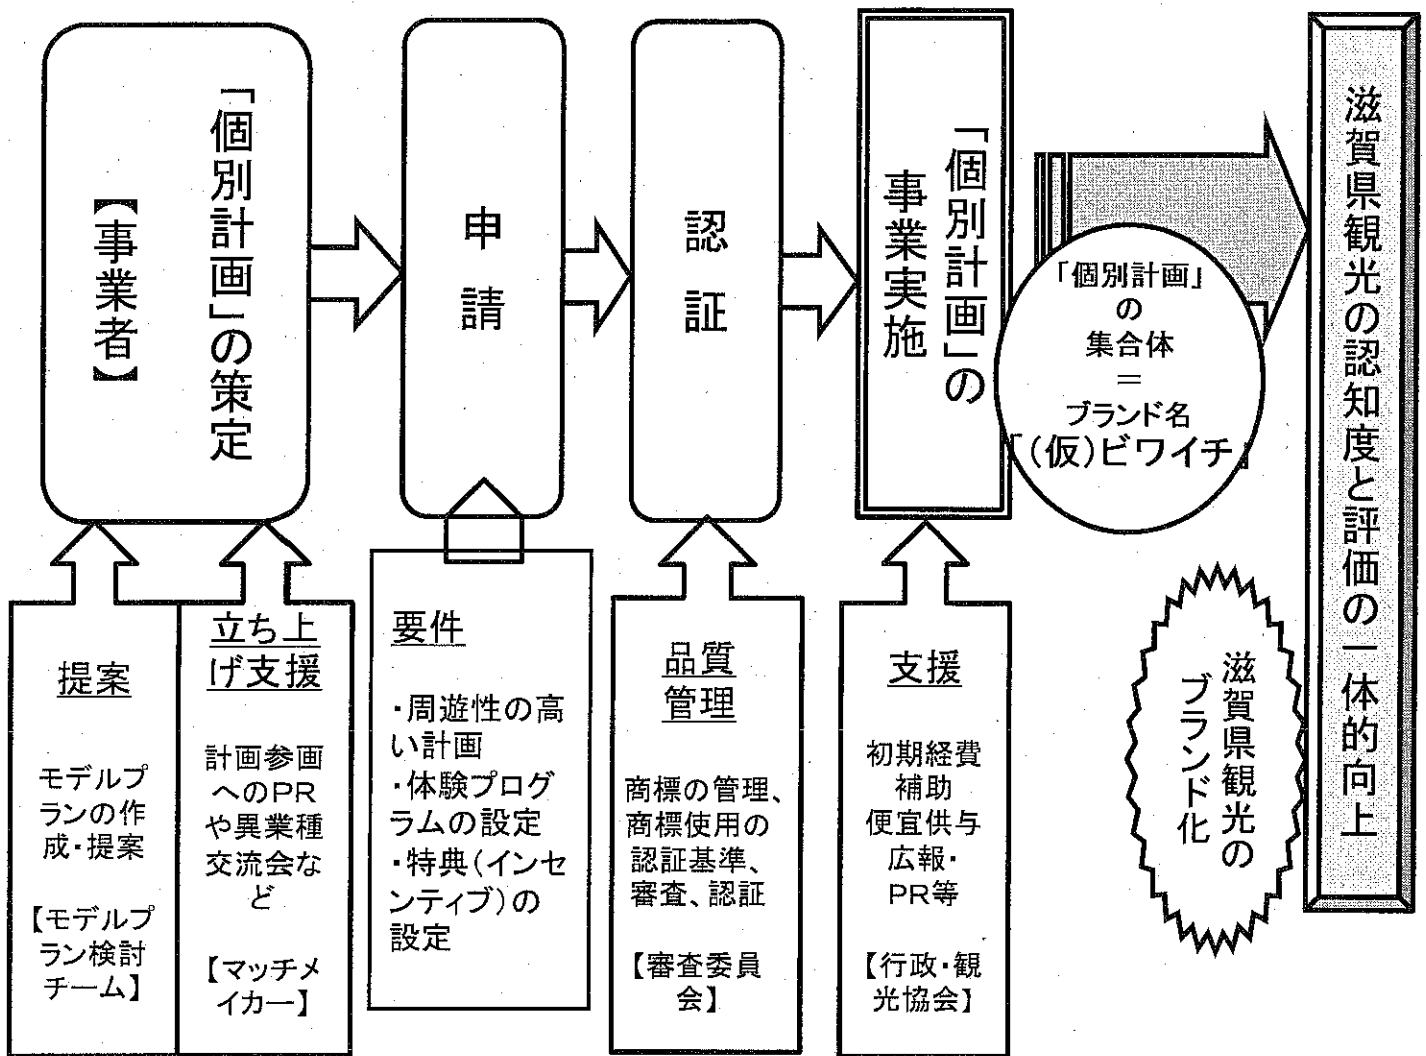 「個別計画」の策定
【事業者】
申請
認証
「個別計画」の
事業実施
「個別計画」
の
集合体
＝
ブランド名
「(仮)ビワイチ」
滋賀県観光の認知度と評価の一体的向上
提案
モデルプ
ランの作
成・提案
【モデルプ
ラン検討
チーム】
立ち上
げ支援
計画参画
へのPR
や異業種
交流会な
ど
【マッチメ
イカー】
要件
・周遊性の高
い計画
・体験プログ
ラムの設定
・特典(インセ
ンティブ)の
設定
品質
管理
商標の管理、
商標使用の
認証基準、
審査、認証
【審査委員
会】
支援
初期経費
補助
便宜供与
広報・
PR等
【行政・観
光協会】
滋賀県観光の
ブランド化